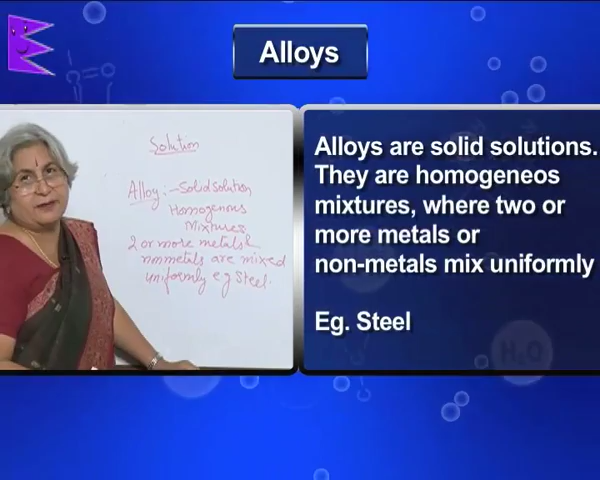 Alloys
Solution
Alloy :- Solid solution
Homogenous
Mixtures
2 or more metals &
nonmetals are mixed
uniformly e g Steel.
Alloys are solid solutions.
They are homogeneos
mixtures, where two or
more metals or
non-metals mix uniformly
Eg. Steel
H₂O